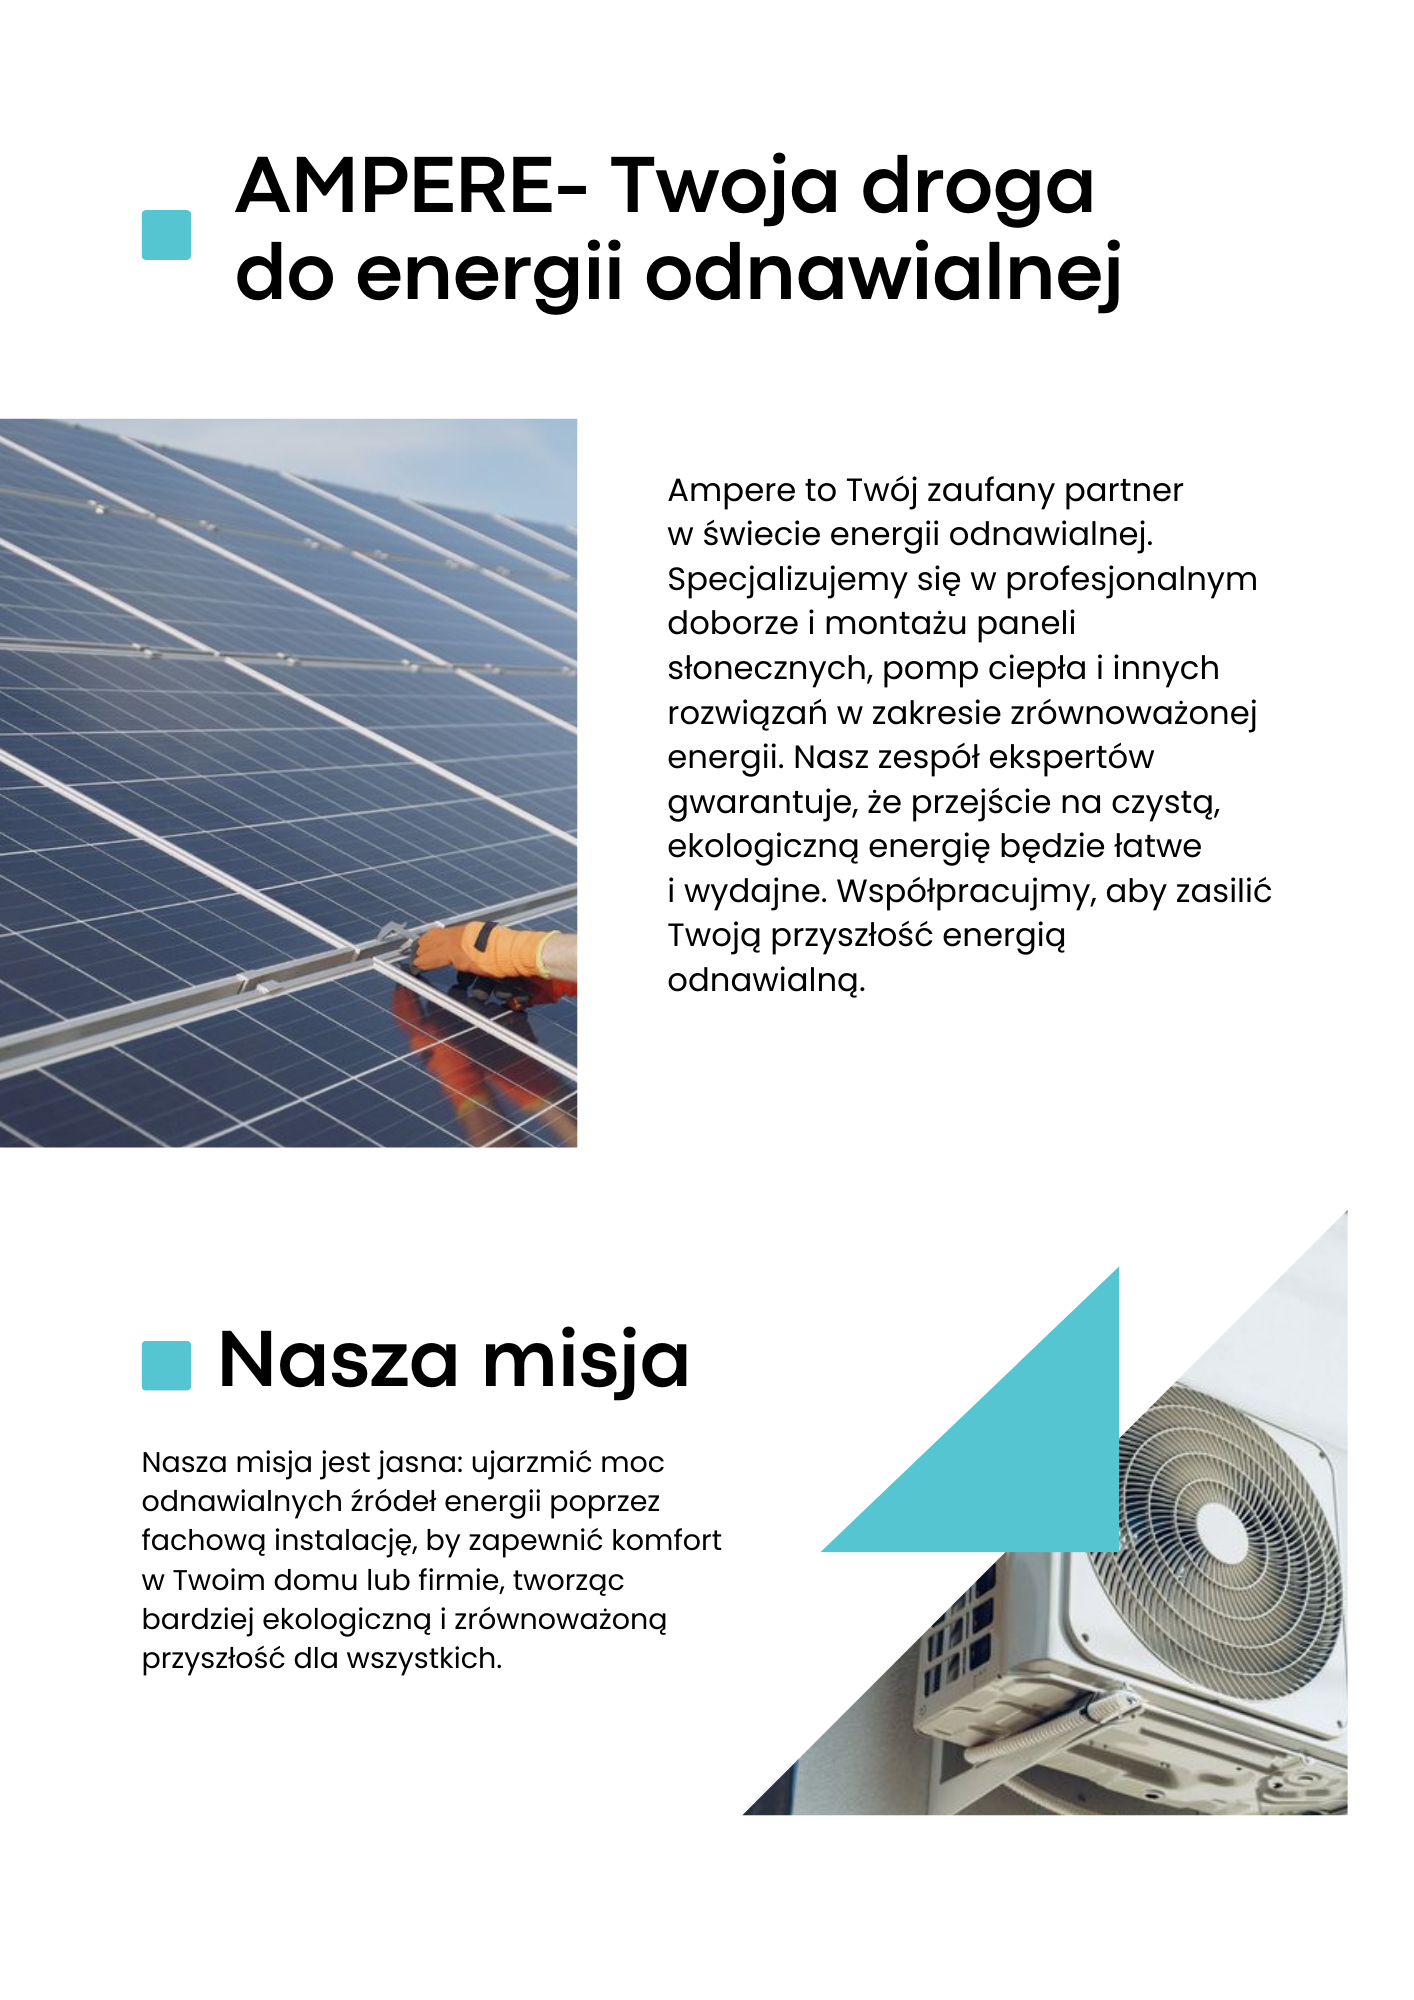 AMPERE- Twoja droga
do energii odnawialnej
Ampere to Twój zaufany partner
w świecie energii odnawialnej.
Specjalizujemy się w profesjonalnym
doborze i montażu paneli
słonecznych, pomp ciepła i innych
rozwiązań w zakresie zrównoważonej
energii. Nasz zespół ekspertów
gwarantuje, że przejście na czystą,
ekologiczną energię będzie łatwe
i wydajne. Współpracujmy, aby zasilić
Twoją przyszłość energią
odnawialną.
Nasza misja
Nasza misja jest jasna: ujarzmić moc
odnawialnych źródeł energii poprzez
fachową instalację, by zapewnić komfort
w Twoim domu lub firmie, tworząc
bardziej ekologiczną i zrównoważoną
przyszłość dla wszystkich.